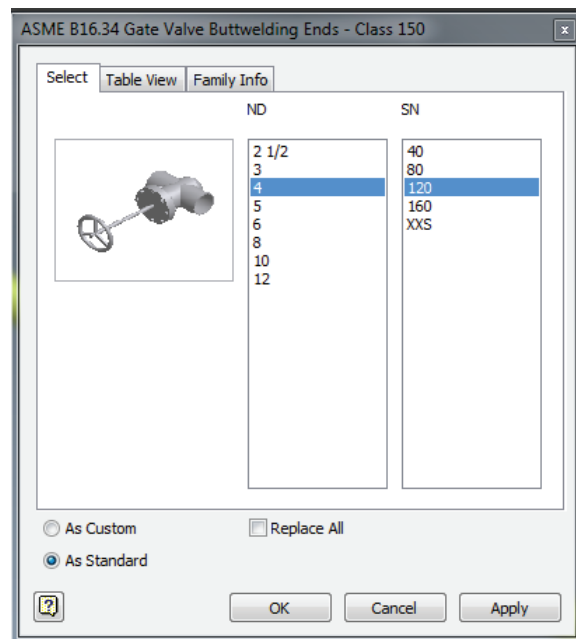 ASME B16.34 Gate Valve Buttwelding Ends - Class 150
x
Select Table View Family Info
ND SN
2 1/2 40
3 80
4 120
5 160
6 XXS
8
10
12
As Custom Replace All
As Standard
? OK Cancel Apply